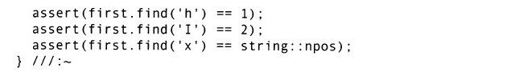 assert(first.find('h') == 1);
assert(first.find('I') == 2);
assert(first.find('x') == string::npos);
} ///:~